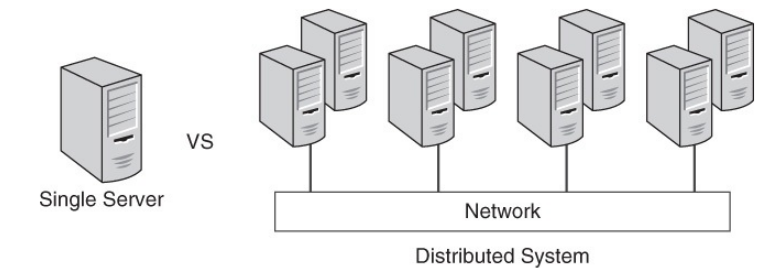 Single Server
VS
Network
Distributed System